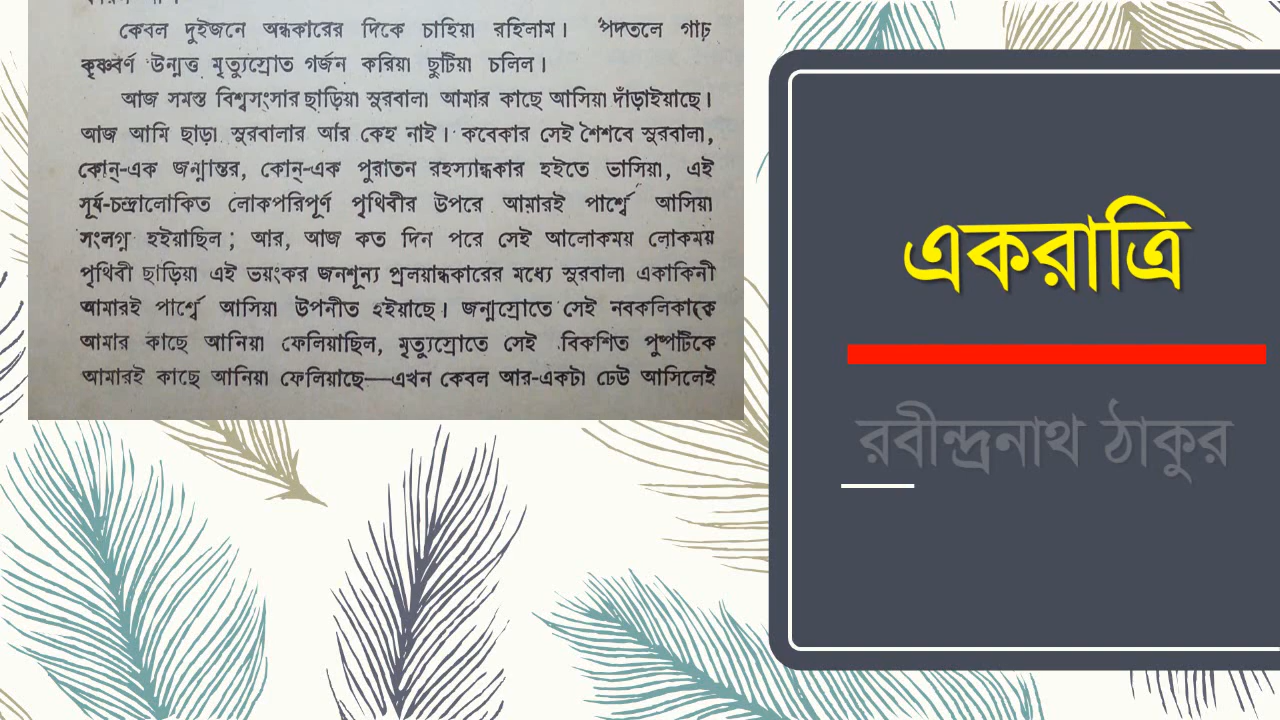 কেবল দুইজনে অন্ধকারের দিকে চাহিয়া রহিলাম। পদতলে গাঢ়
কৃষ্ণবর্ণ উন্মত্ত মৃত্যুস্রোত গর্জন করিয়া ছুটিয়া চলিল।
আজ সমস্ত বিশ্বসংসার ছাড়িয়া সুরবালা আমার কাছে আসিয়া দাঁড়াইয়াছে।
আজ আমি ছাড়া সুরবালার আর কেহ নাই। কবেকার সেই শৈশবে সুরবালা,
কোন্-এক জন্মান্তর, কোন্-এক পুরাতন রহস্যান্ধকার হইতে ভাসিয়া, এই
সূর্য-চন্দ্রালোকিত লোকপরিপূর্ণ পৃথিবীর উপরে আমারই পার্শ্বে আসিয়া
সংলগ্ন হইয়াছিল; আর, আজ কত দিন পরে সেই আলোকময় লোকময়
পৃথিবী ছাড়িয়া এই ভয়ংকর জনশূন্য প্রলয়ান্ধকারের মধ্যে সুরবালা একাকিনী
আমারই পার্শ্বে আসিয়া উপনীত হইয়াছে। জন্মস্রোতে সেই নবকলিকাকে
আমার কাছে আনিয়া ফেলিয়াছিল, মৃত্যুস্রোতে সেই বিকশিত পুষ্পটিকে
আমারই কাছে আনিয়া ফেলিয়াছে—এখন কেবল আর-একটা ঢেউ আসিলেই
একরাত্রি
রবীন্দ্রনাথ ঠাকুর